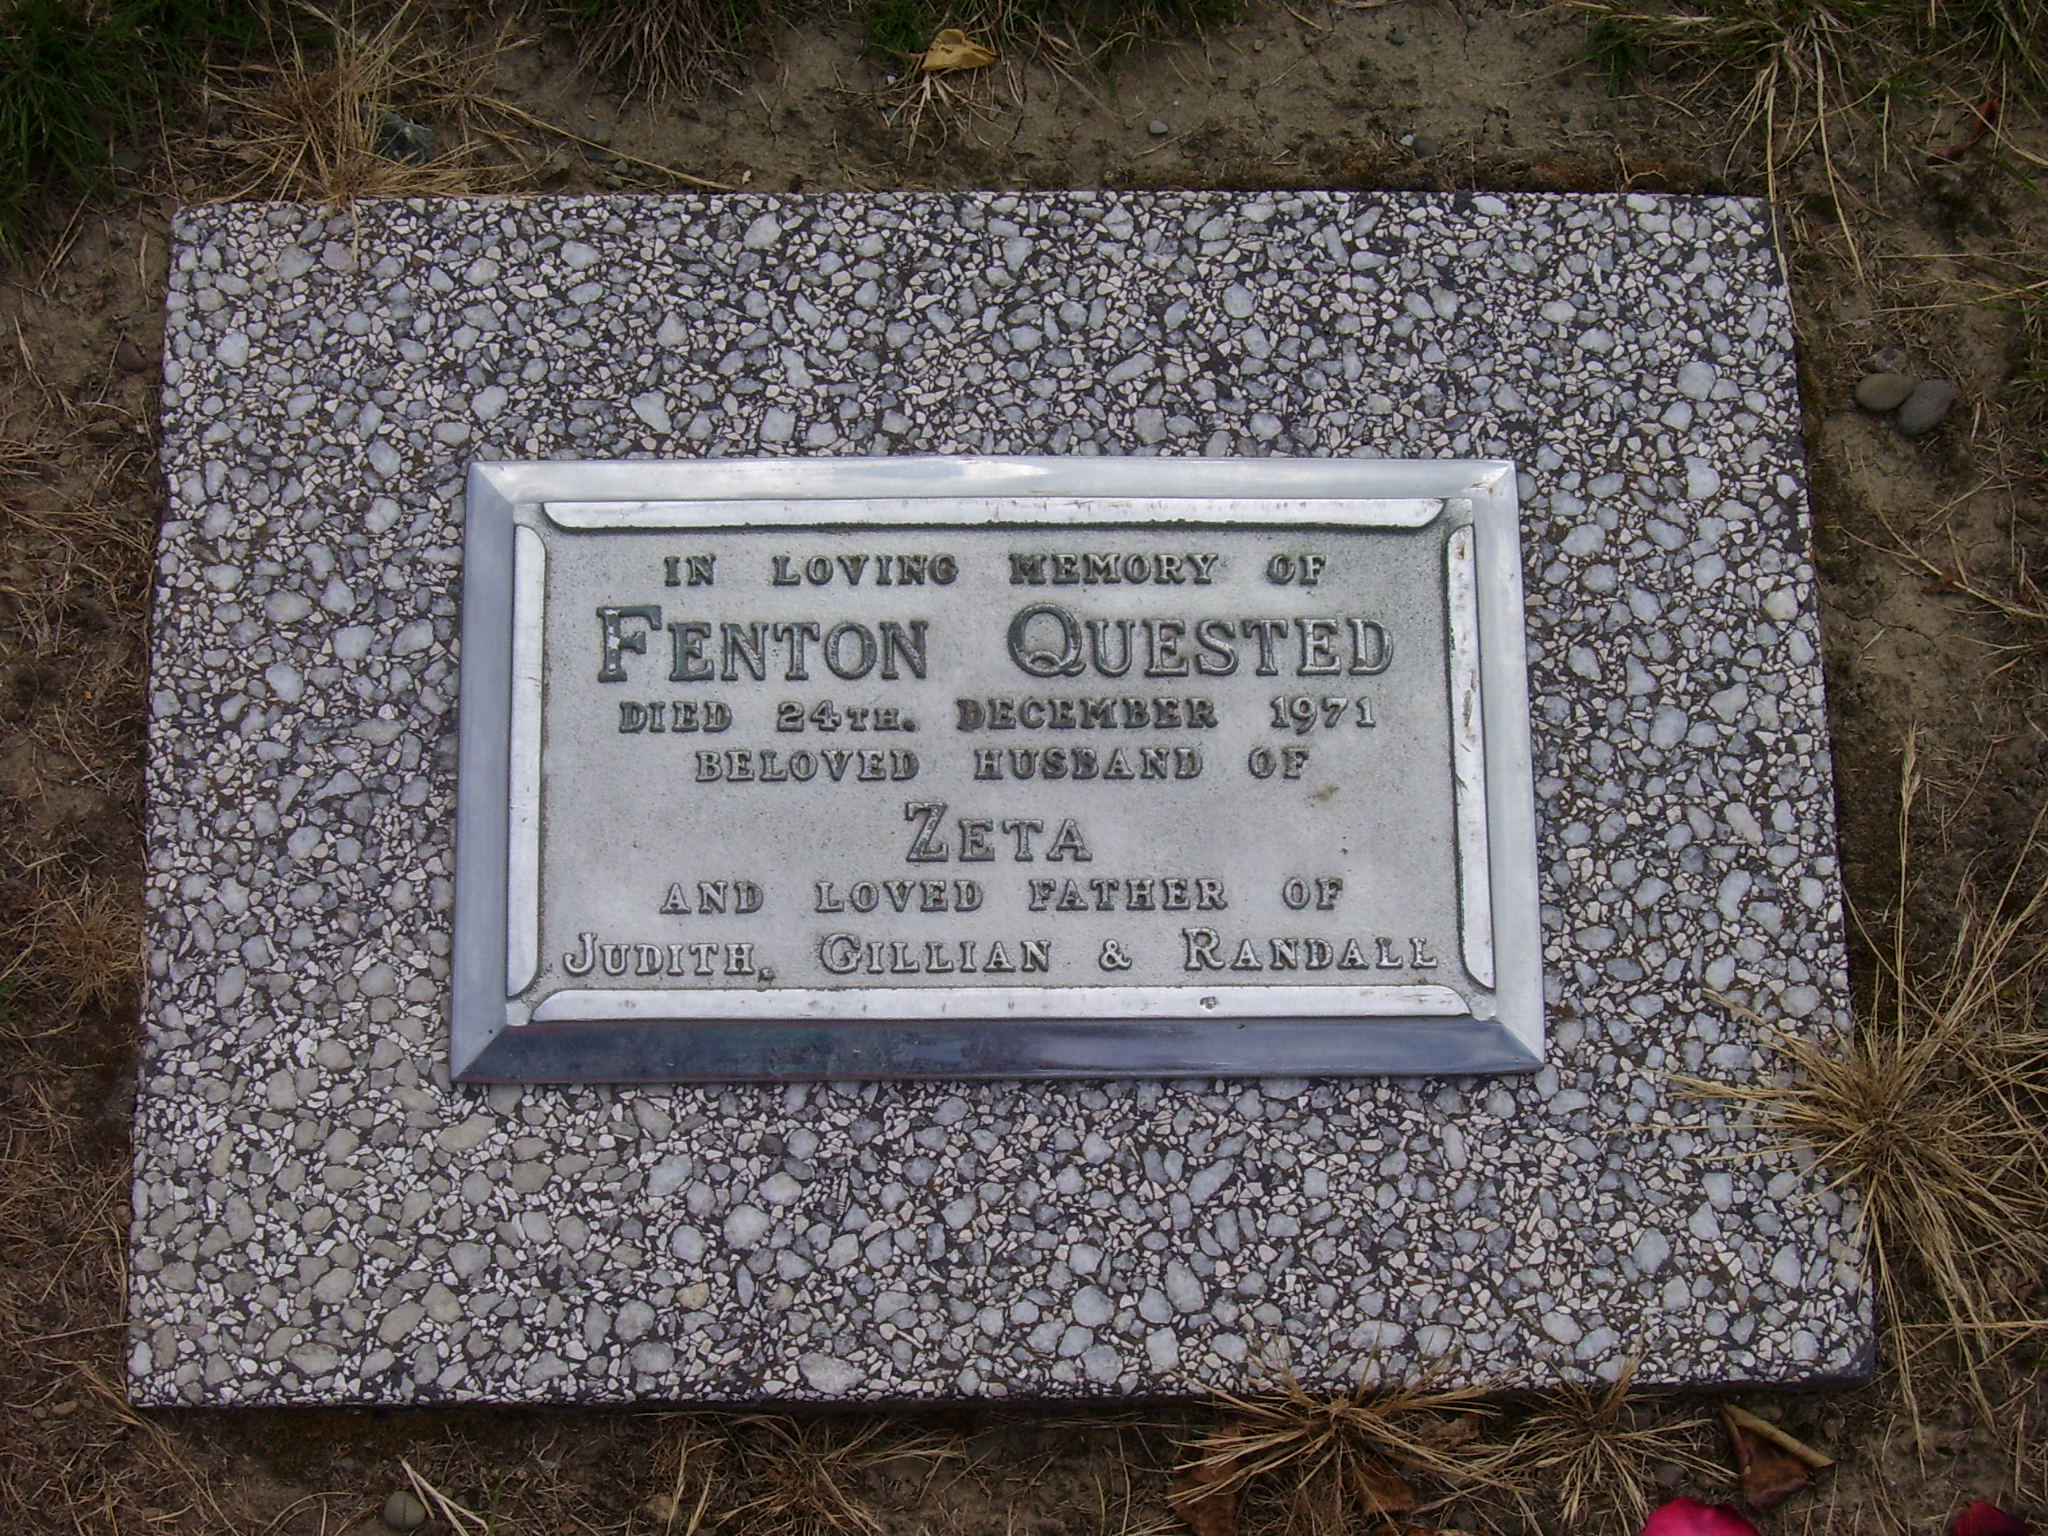 IN LOVING MEMORY OF
FENTON QUESTED
DIED 24TH. DECEMBER 1971
BELOVED HUSBAND OF
ZETA
AND LOVED FATHER OF
JUDITH, GILLIAN & RANDALL